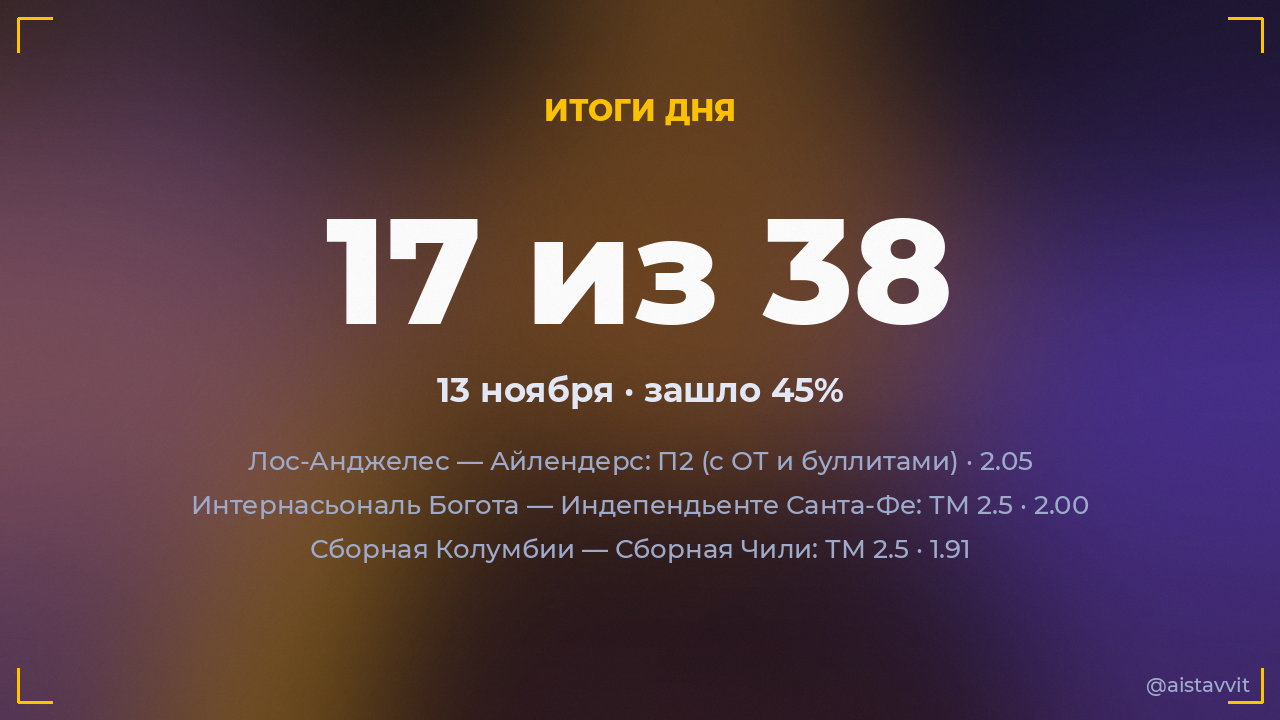 ИТОГИ ДНЯ
17 из 38
13 ноября · зашло 45%
Лос-Анджелес — Айлендерс: П2 (с ОТ и буллитами) · 2.05
Интернасьональ Богота — Индепендьенте Санта-Фе: ТМ 2.5 · 2.00
Сборная Колумбии — Сборная Чили: ТМ 2.5 · 1.91
@aistavvit